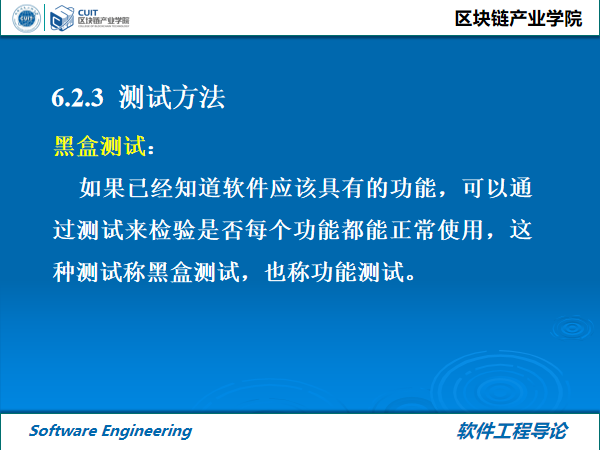 CUIT
区块链产业学院
区块链产业学院
6.2.3 测试方法
黑盒测试：
如果已经知道软件应该具有的功能，可以通
过测试来检验是否每个功能都能正常使用，这
种测试称黑盒测试，也称功能测试。
Software Engineering
软件工程导论